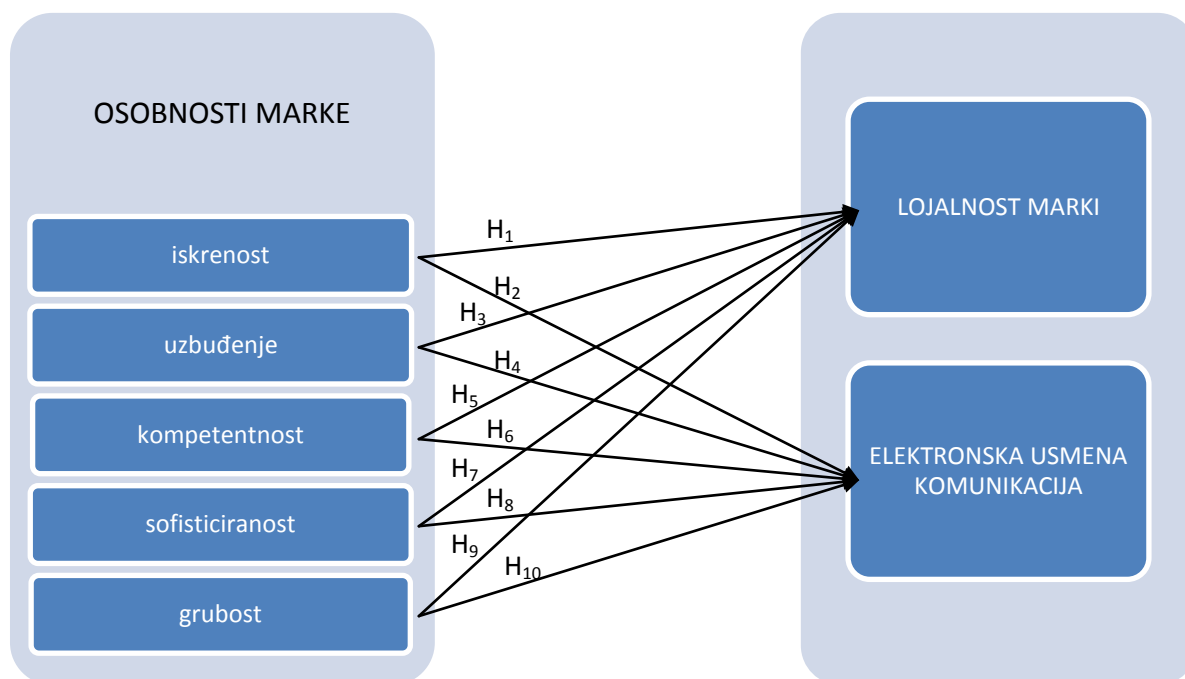 OSOBNOSTI MARKE
iskrenost
uzbuđenje
kompetentnost
sofisticiranost
grubost
H₁
H₂
H₃
H₄
H₅
H₆
H₇
H₈
H₉
H₁₀
LOJALNOST MARKI
ELEKTRONSKA USMENA
KOMUNIKACIJA